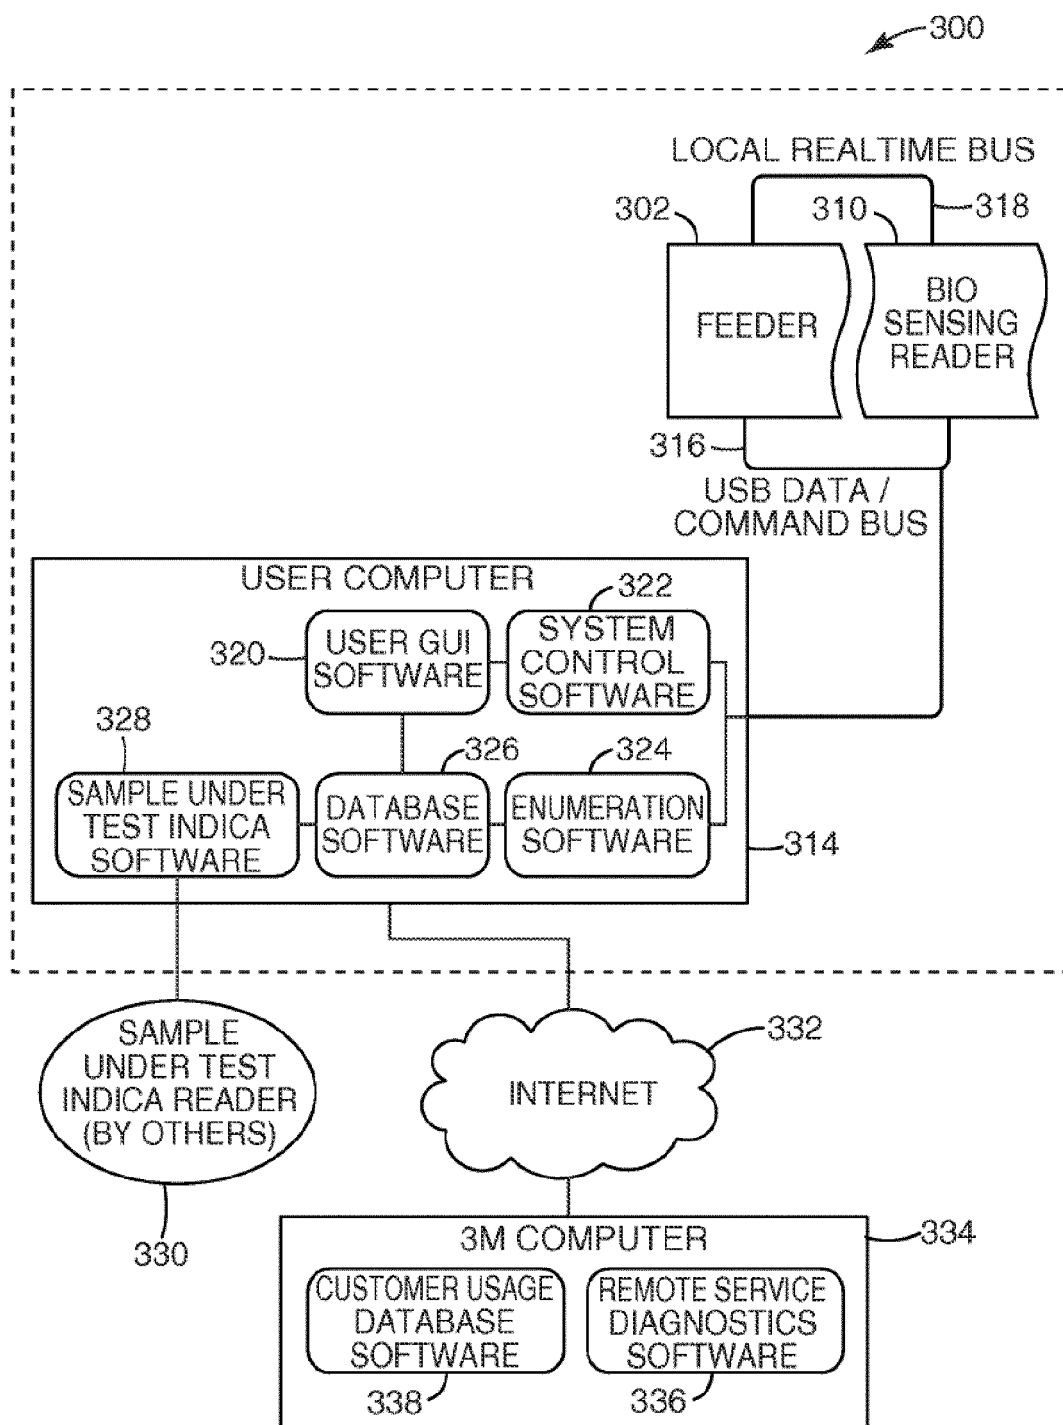 300
LOCAL REALTIME BUS
302
310
318
FEEDER
BIO
SENSING
READER
316
USB DATA /
COMMAND BUS
USER COMPUTER
322
320
USER GUI
SOFTWARE
SYSTEM
CONTROL
SOFTWARE
328
326
324
SAMPLE UNDER
TEST INDICA
SOFTWARE
DATABASE
SOFTWARE
ENUMERATION
SOFTWARE
314
SAMPLE
UNDER TEST
INDICA READER
(BY OTHERS)
330
332
INTERNET
3M COMPUTER
334
CUSTOMER USAGE
DATABASE
SOFTWARE
338
REMOTE SERVICE
DIAGNOSTICS
SOFTWARE
336